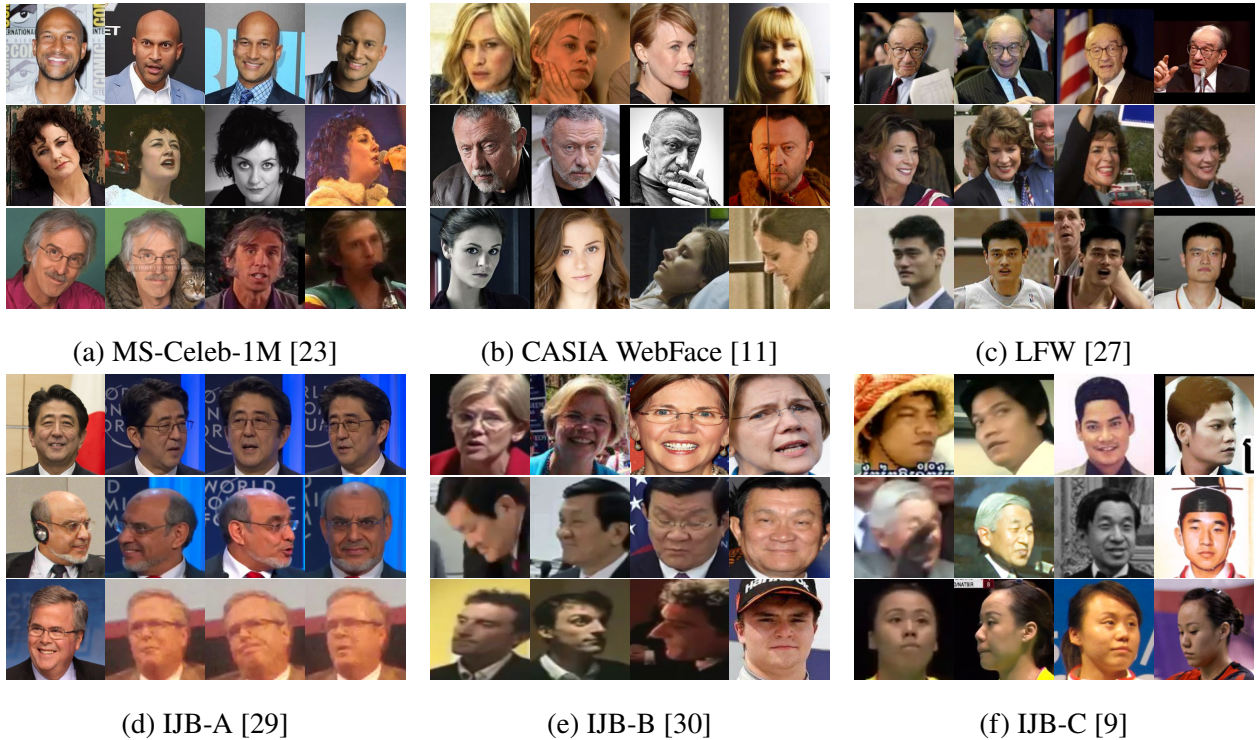 (a) MS-Celeb-1M [23]
(b) CASIA WebFace [11]
(c) LFW [27]
(d) IJB-A [29]
(e) IJB-B [30]
(f) IJB-C [9]